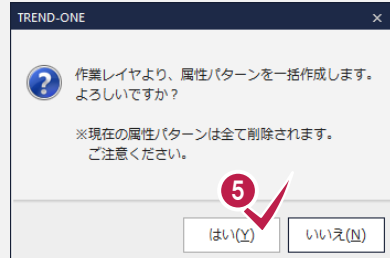 TREND-ONE
作業レイヤより、属性パターンを一括作成します。
よろしいですか？
※現在の属性パターンは全て削除されます。
ご注意ください。
5
はい(Y)
いいえ(N)